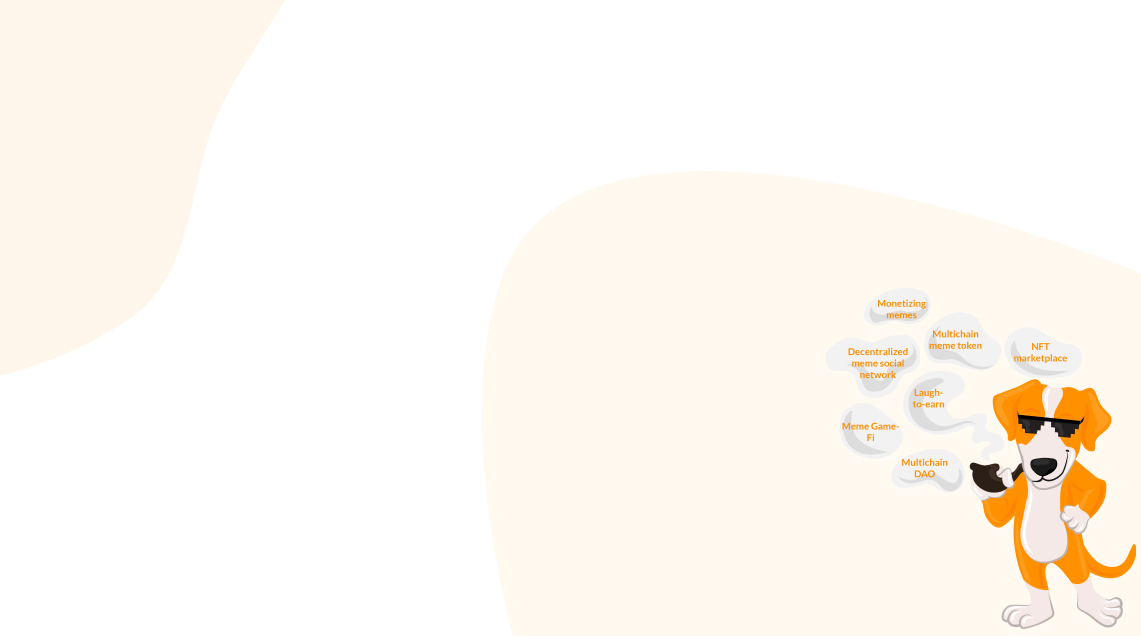 Monetizing
memes
Multichain
meme token
NFT
marketplace
Decentralized
meme social
network
Laugh-
to-earn
Meme Game-
Fi
Multichain
DAO